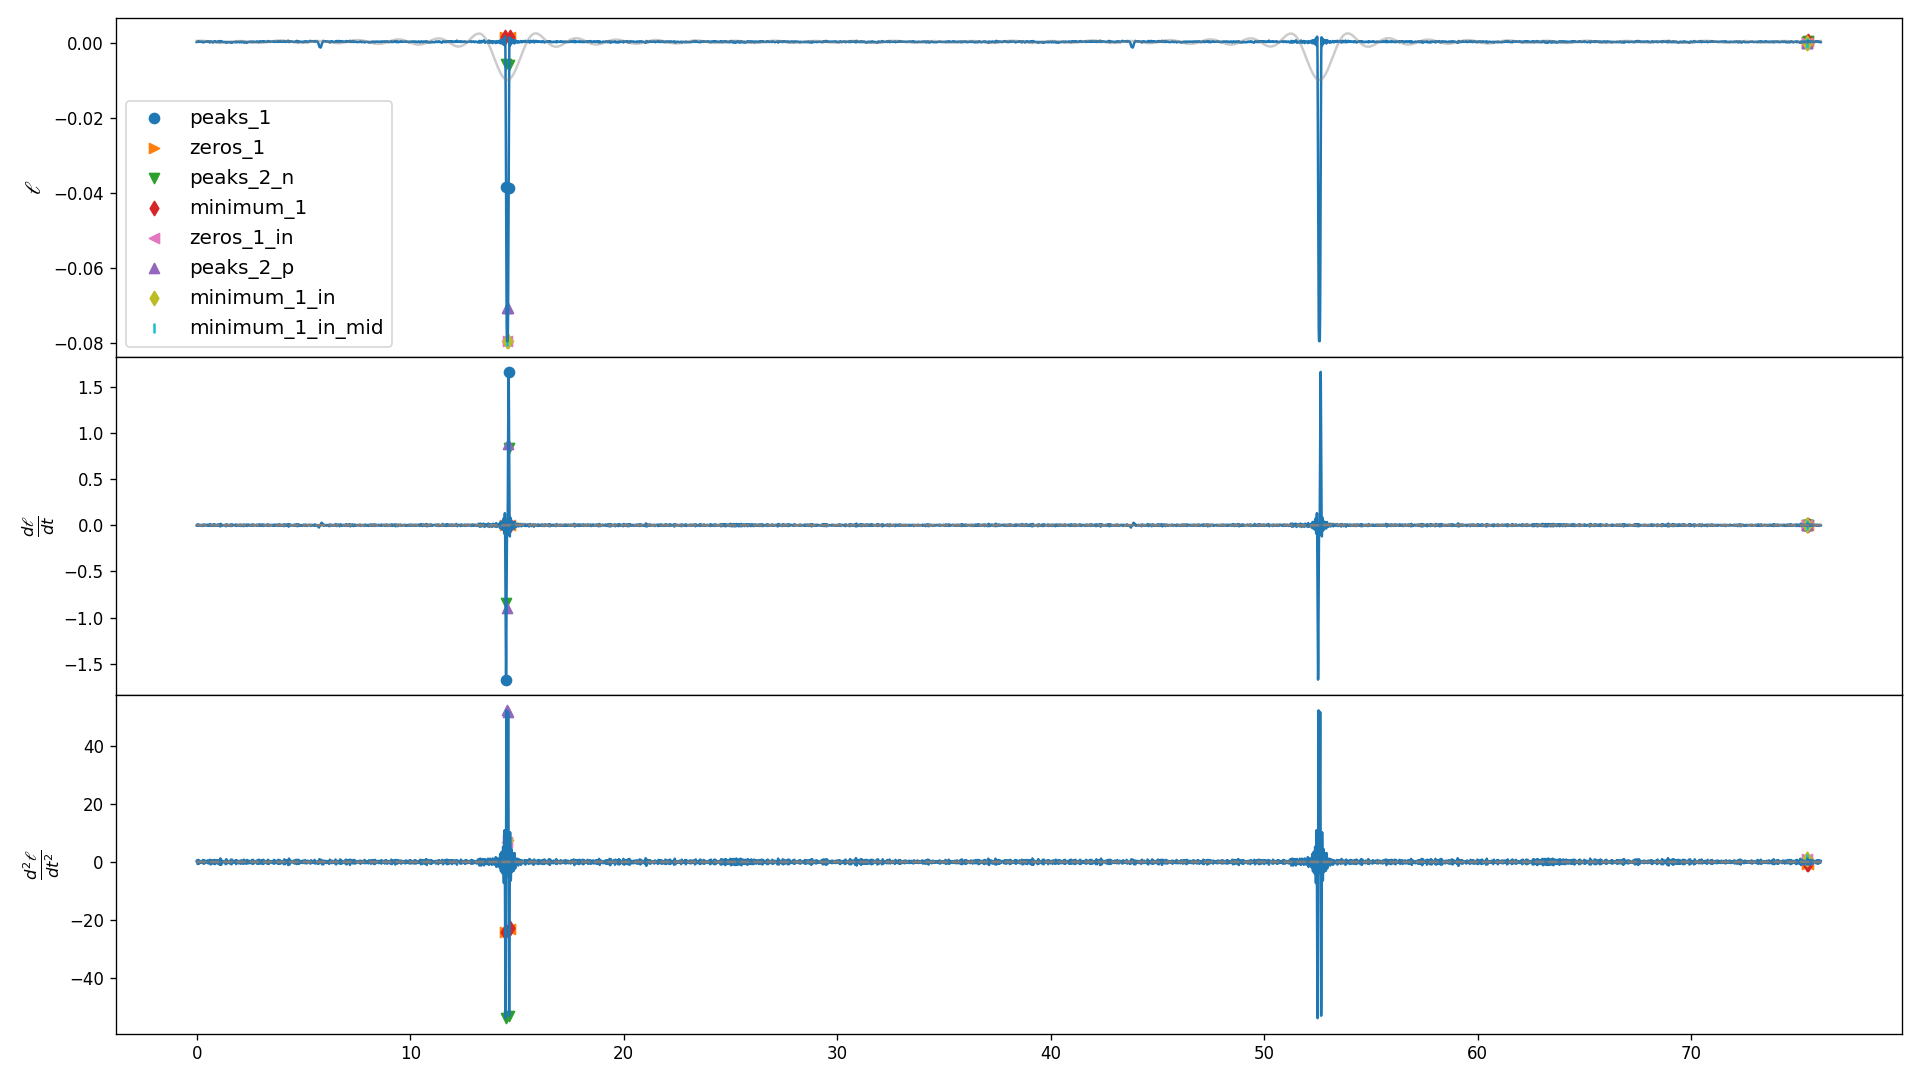 0.00
−0.02
−0.04
−0.06
−0.08
ℓ
peaks_1
zeros_1
peaks_2_n
minimum_1
zeros_1_in
peaks_2_p
minimum_1_in
minimum_1_in_mid
1.5
1.0
0.5
0.0
−0.5
−1.0
−1.5
dℓ
dt
40
20
0
−20
−40
d²ℓ
dt²
0 10 20 30 40 50 60 70